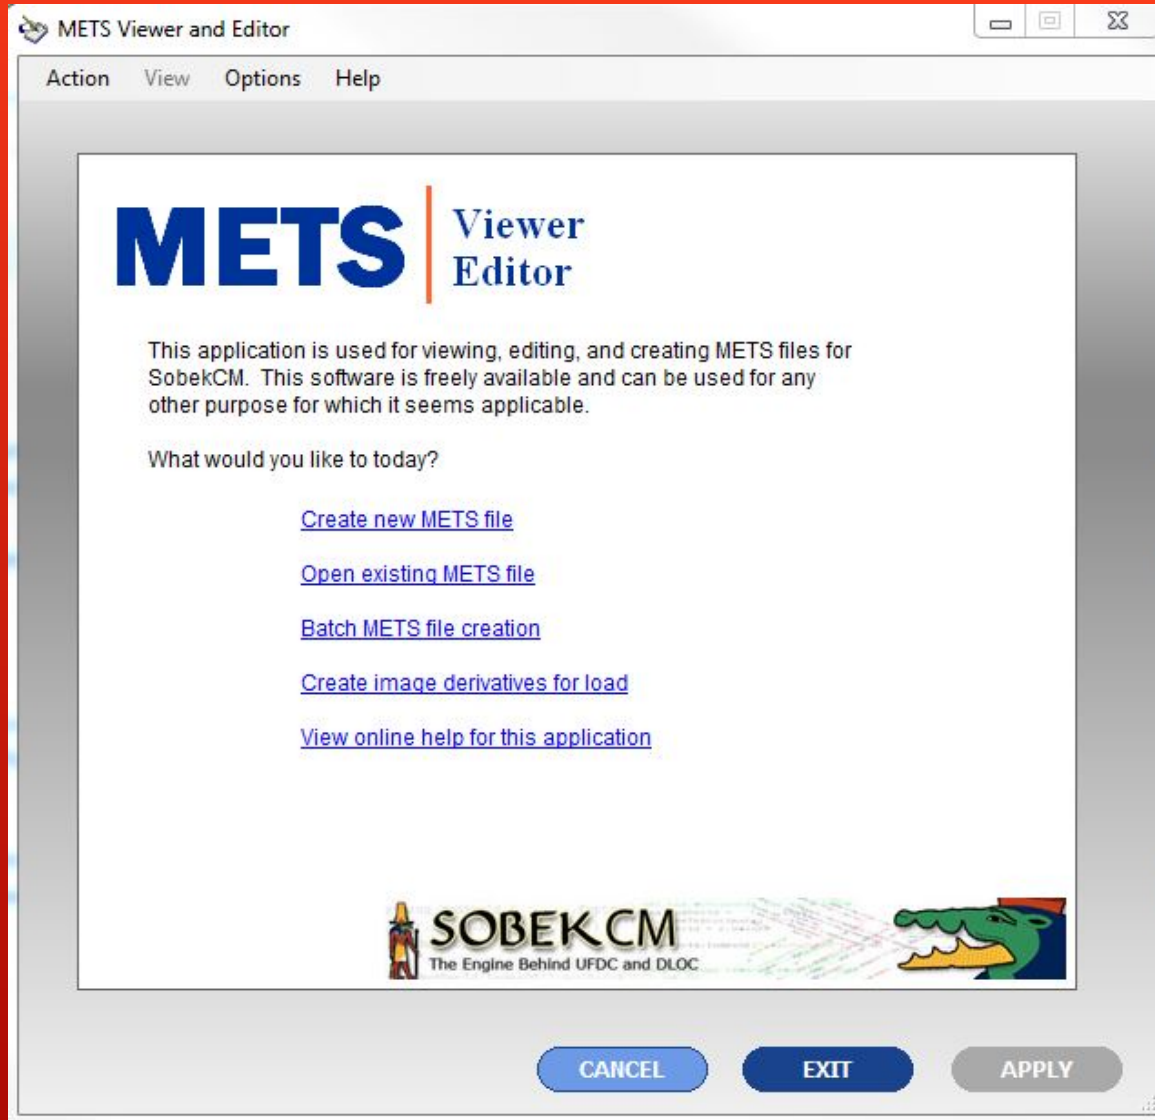 METS Viewer and Editor
Action View Options Help
METS
Viewer
Editor
This application is used for viewing, editing, and creating METS files for
SobekCM. This software is freely available and can be used for any
other purpose for which it seems applicable.
What would you like to today?
Create new METS file
Open existing METS file
Batch METS file creation
Create image derivatives for load
View online help for this application
SOBEK CM
The Engine Behind UFDC and DLOC
CANCEL EXIT APPLY